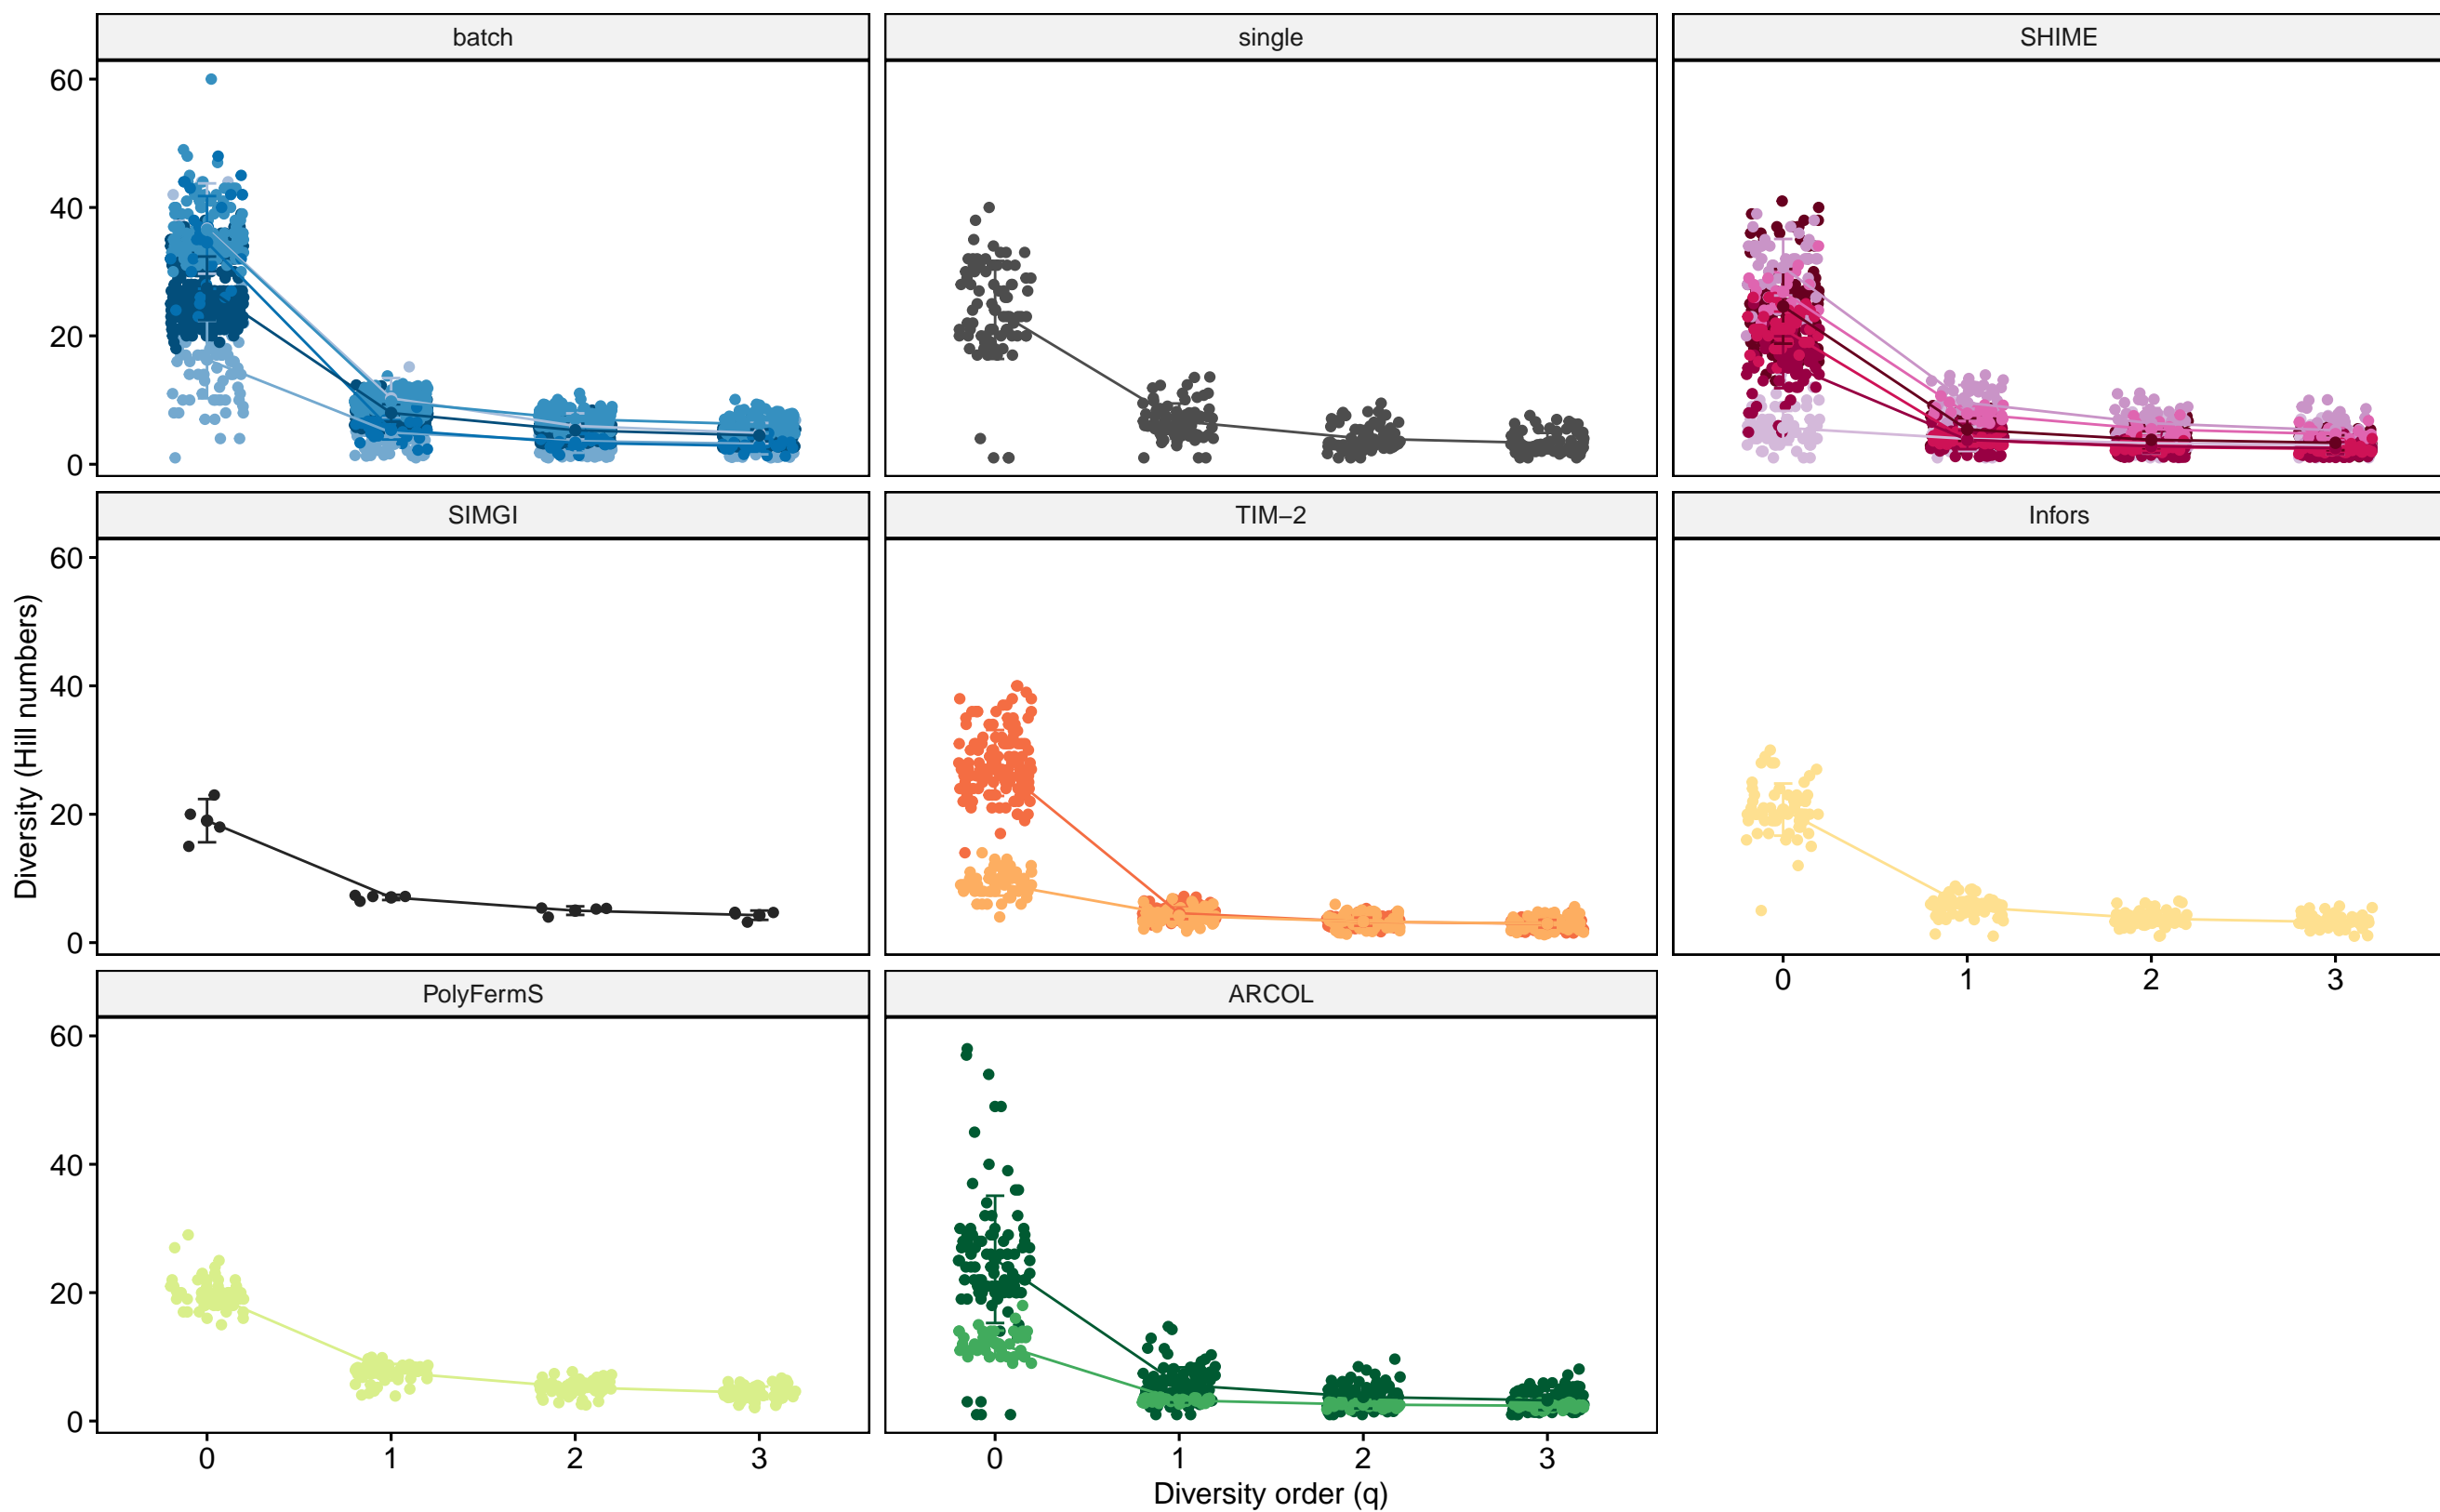 batch
single
SHIME
60
40
20
0
SIMGI
TIM−2
Infors
60
40
20
0
0 1 2 3
Diversity (Hill numbers)
PolyFermS
ARCOL
60
40
20
0
0 1 2 3
0 1 2 3
Diversity order (q)